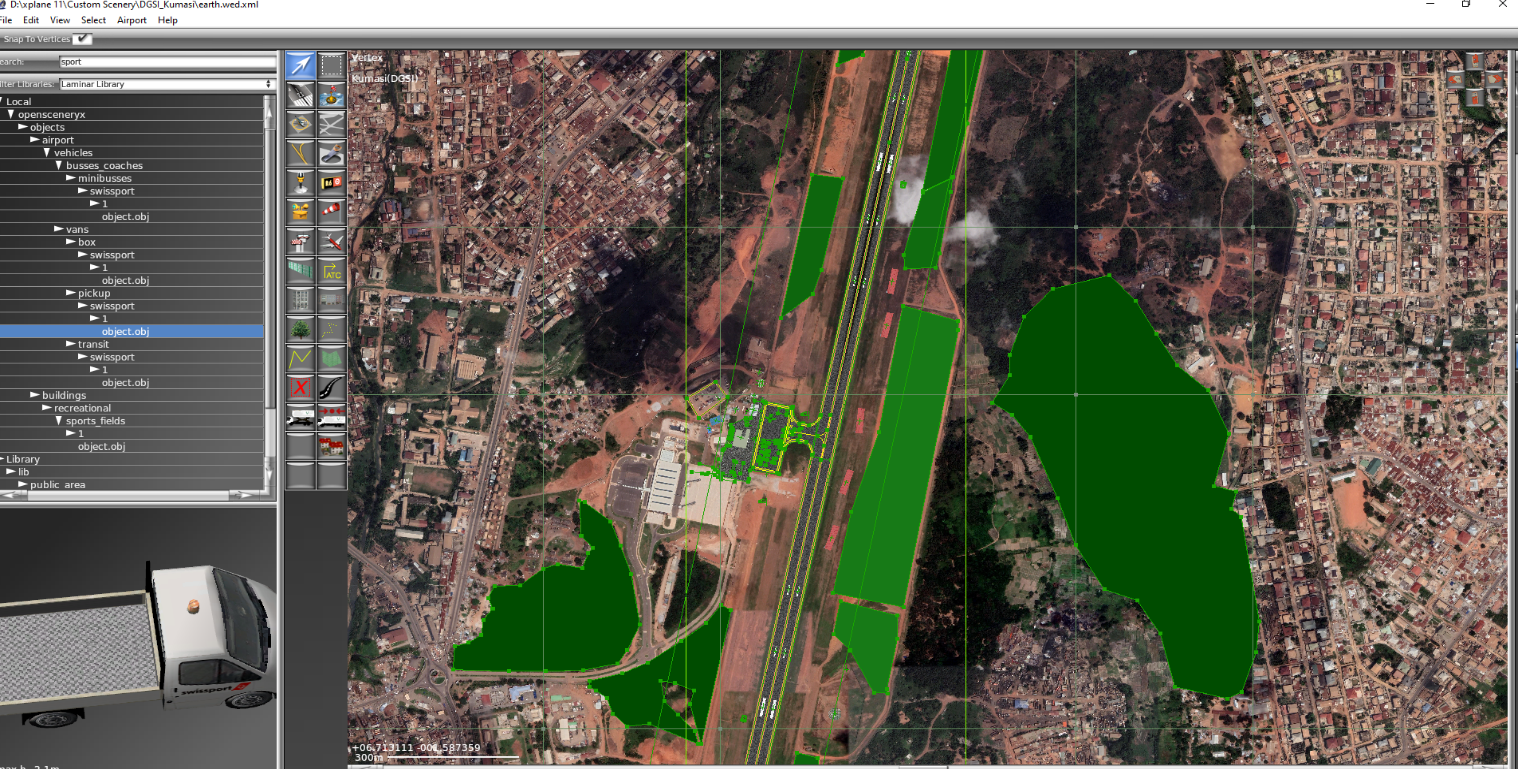 D:\xplane 11\Custom Scenery\DGSI_Kumasi\earth.wed.xml
File Edit View Select Airport Help
Snap To Vertices
earch: sport
lter Libraries: Laminar Library
Local
opensceneryx
objects
airport
vehicles
busses_coaches
minibusses
swissport
1
object.obj
vans
box
swissport
1
object.obj
pickup
swissport
1
object.obj
transit
swissport
1
object.obj
buildings
recreational
sports_fields
1
object.obj
Library
lib
public_area
Vertex
Kumasi(DGSI)
ATC
swissport
+06.713111 -001.587359
300m